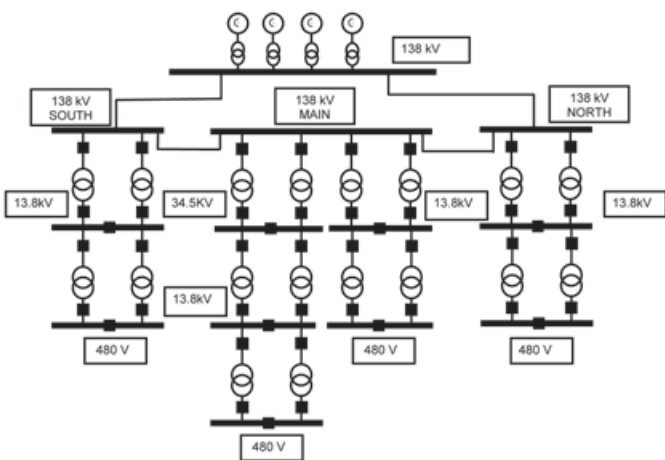 C C C C
138 kV
138 kV
SOUTH
138 kV
MAIN
138 kV
NORTH
13.8kV
34.5KV
13.8kV
13.8kV
13.8kV
480 V
480 V
480 V
480 V